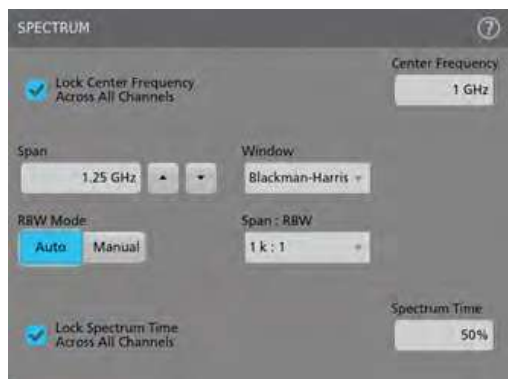 SPECTRUM
?
Center Frequency
Lock Center Frequency
Across All Channels
1 GHz
Span
Window
1.25 GHz
Blackman-Harris
RBW Mode
Span : RBW
Auto
Manual
1 k : 1
Spectrum Time
Lock Spectrum Time
Across All Channels
50%